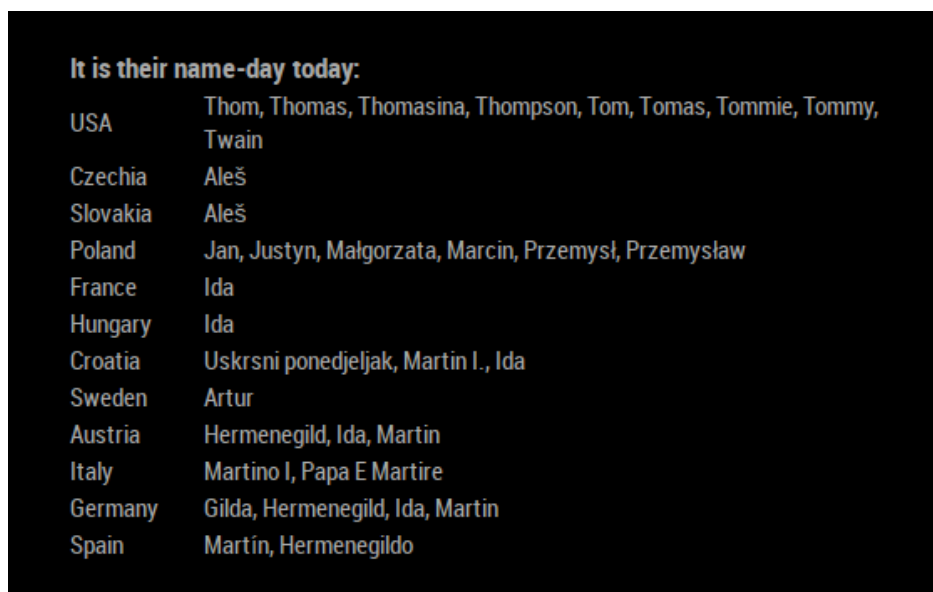 It is their name-day today:
USA Thom, Thomas, Thomasina, Thompson, Tom, Tomas, Tommie, Tommy,
Twain
Czechia Aleš
Slovakia Aleš
Poland Jan, Justyn, Małgorzata, Marcin, Przemysł, Przemysław
France Ida
Hungary Ida
Croatia Uskrsni ponedjeljak, Martin I., Ida
Sweden Artur
Austria Hermenegild, Ida, Martin
Italy Martino I, Papa E Martire
Germany Gilda, Hermenegild, Ida, Martin
Spain Martín, Hermenegildo